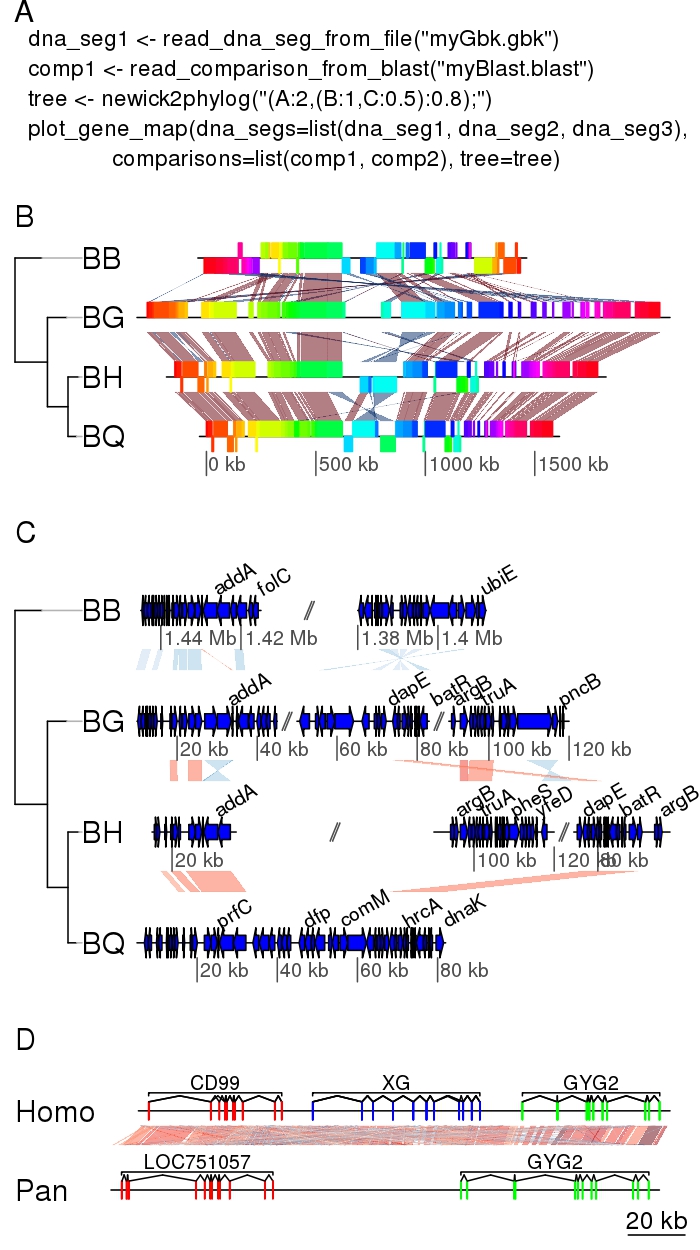 A
dna_seg1 <- read_dna_seg_from_file("myGbk.gbk")
comp1 <- read_comparison_from_blast("myBlast.blast")
tree <- newick2phylog("(A:2,(B:1,C:0.5):0.8);")
plot_gene_map(dna_segs=list(dna_seg1, dna_seg2, dna_seg3),
comparisons=list(comp1, comp2), tree=tree)
B
BB
BG
BH
BQ
0 kb 500 kb 1000 kb 1500 kb
C
addA folC ubiE
BB
1.44 Mb 1.42 Mb 1.38 Mb 1.4 Mb
addA dapE batR argB truA pncB
BG
20 kb 40 kb 60 kb 80 kb 100 kb 120 kb
addA argB truA pheS yfeD dapE batR argB
BH
20 kb 100 kb 120 kb 80 kb
prfC dfp comM hrcA dnaK
BQ
20 kb 40 kb 60 kb 80 kb
D
CD99 XG GYG2
Homo
LOC751057 GYG2
Pan
20 kb